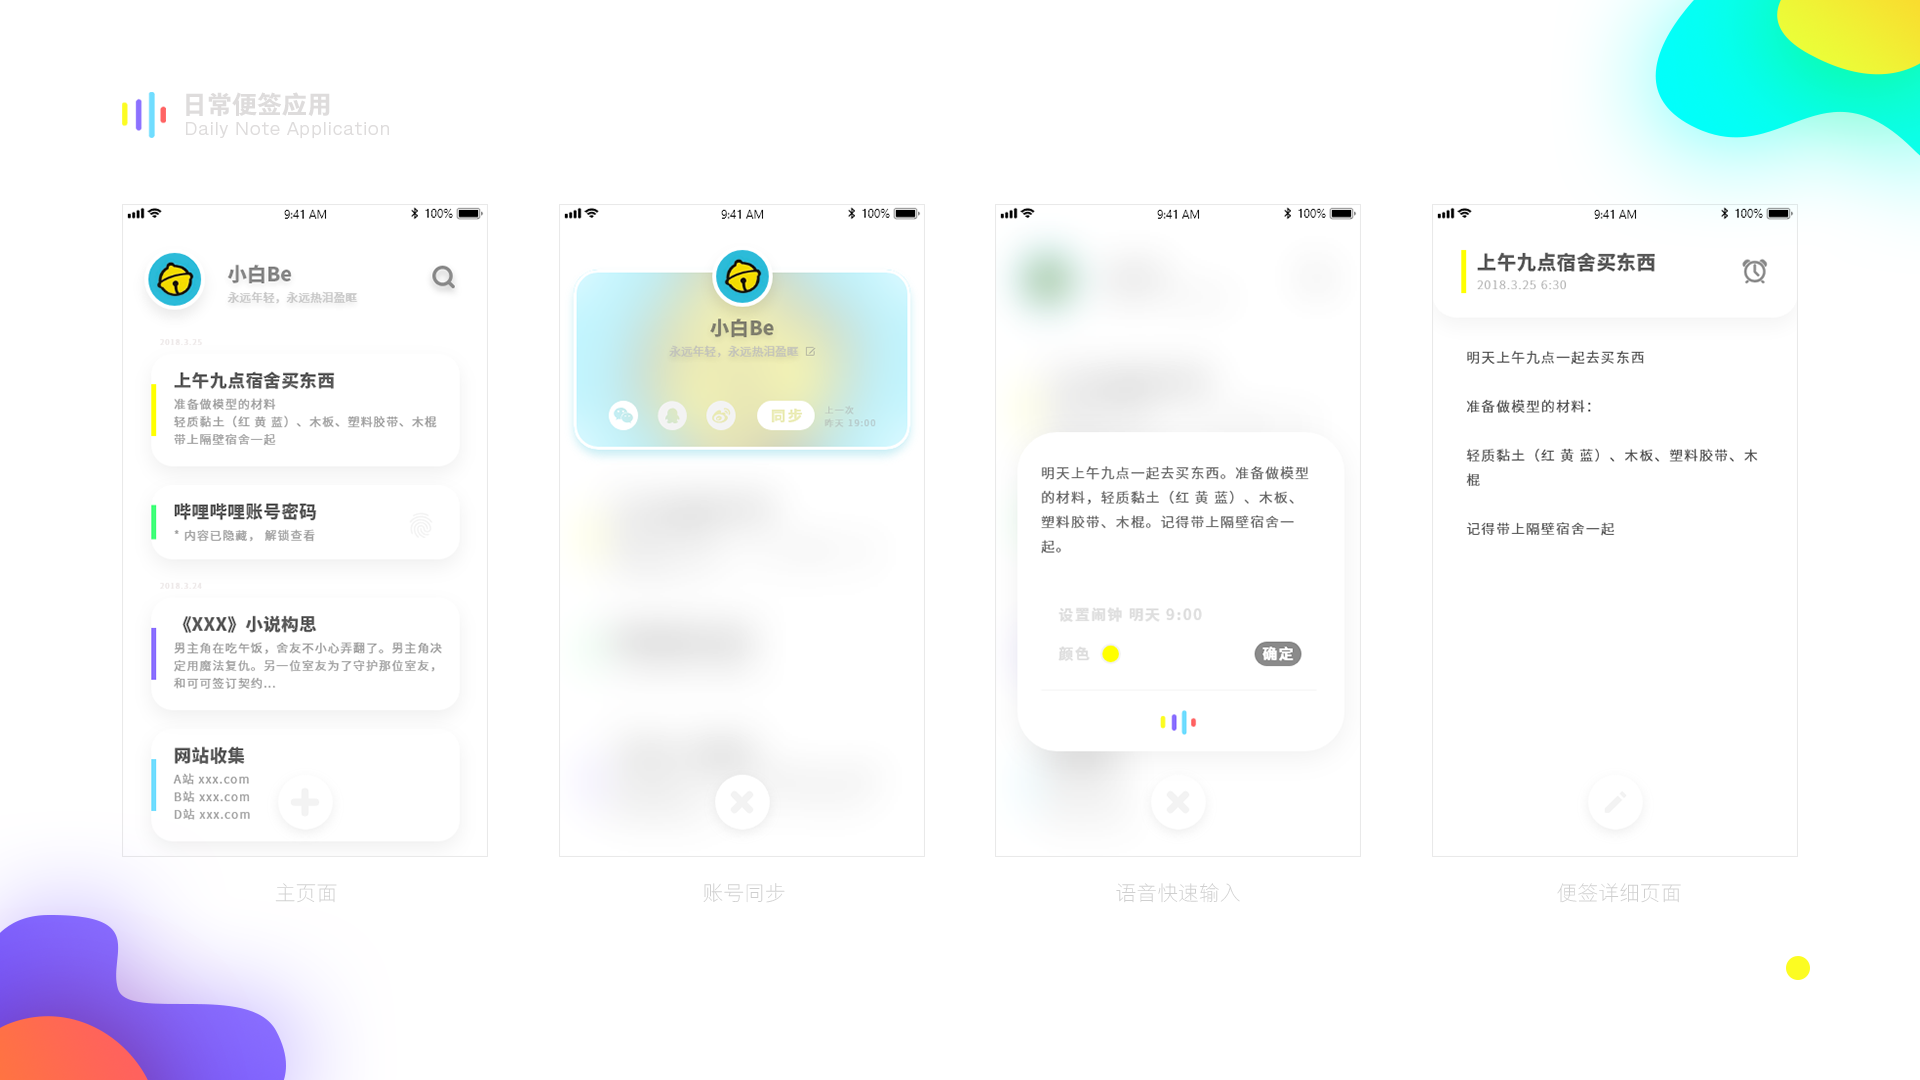 日常便签应用
Daily Note Application
9:41 AM
100%
小白Be
永远年轻，永远热泪盈眶
2018.3.25
上午九点宿舍买东西
准备做模型的材料
轻质黏土（红 黄 蓝）、木板、塑料胶带、木棍
带上隔壁宿舍一起
哔哩哔哩账号密码
* 内容已隐藏， 解锁查看
2018.3.24
《XXX》小说构思
男主角在吃午饭，舍友不小心弄翻了。男主角决
定用魔法复仇。另一位室友为了守护那位室友，
和可可签订契约...
网站收集
A站 xxx.com
B站 xxx.com
D站 xxx.com
主页面
9:41 AM
100%
小白Be
永远年轻，永远热泪盈眶
同步
上一次
昨天 19:00
账号同步
9:41 AM
100%
明天上午九点一起去买东西。准备做模型
的材料，轻质黏土（红 黄 蓝）、木板、
塑料胶带、木棍。记得带上隔壁宿舍一
起。
设置闹钟 明天 9:00
颜色
确定
语音快速输入
9:41 AM
100%
上午九点宿舍买东西
2018.3.25 6:30
明天上午九点一起去买东西
准备做模型的材料：
轻质黏土（红 黄 蓝）、木板、塑料胶带、木
棍
记得带上隔壁宿舍一起
便签详细页面